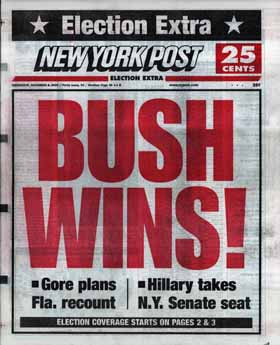 ★ Election Extra ★
NEW YORK POST
25
CENTS
ELECTION EXTRA
BUSH
WINS!
■ Gore plans
Fla. recount
■ Hillary takes
N.Y. Senate seat
ELECTION COVERAGE STARTS ON PAGES 2 & 3